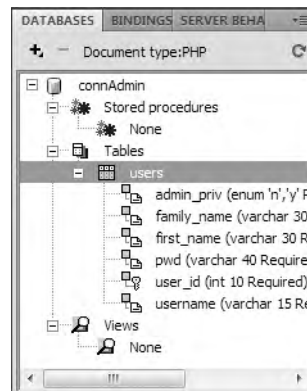 DATABASES BINDINGS SERVER BEHA
Document type:PHP
connAdmin
Stored procedures
None
Tables
users
admin_priv (enum 'n','y' R
family_name (varchar 30
first_name (varchar 30 R
pwd (varchar 40 Require
user_id (int 10 Required)
username (varchar 15 Re
Views
None